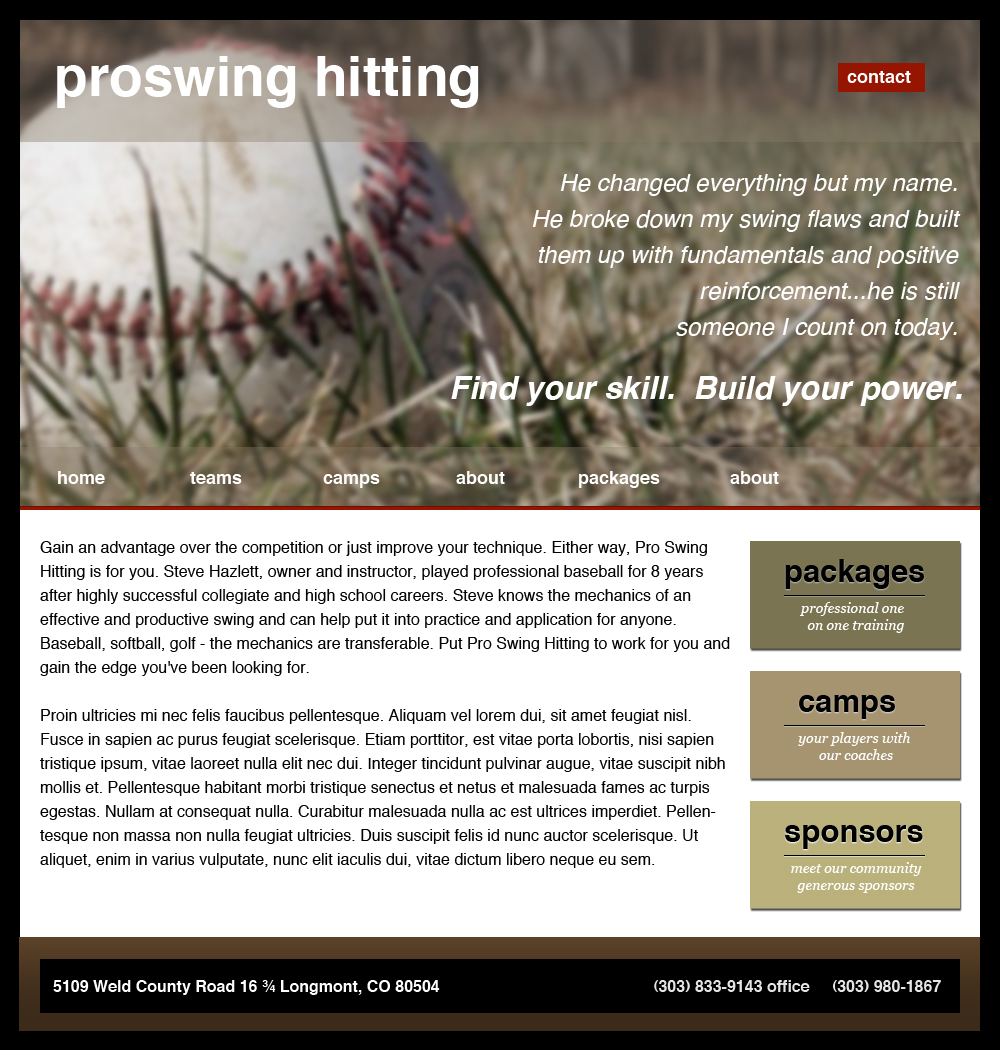 proswing hitting
contact
He changed everything but my name.
He broke down my swing flaws and built
them up with fundamentals and positive
reinforcement...he is still
someone I count on today.
Find your skill.  Build your power.
home teams camps about packages about
Gain an advantage over the competition or just improve your technique. Either way, Pro Swing
Hitting is for you. Steve Hazlett, owner and instructor, played professional baseball for 8 years
after highly successful collegiate and high school careers. Steve knows the mechanics of an
effective and productive swing and can help put it into practice and application for anyone.
Baseball, softball, golf - the mechanics are transferable. Put Pro Swing Hitting to work for you and
gain the edge you've been looking for.
Proin ultricies mi nec felis faucibus pellentesque. Aliquam vel lorem dui, sit amet feugiat nisl.
Fusce in sapien ac purus feugiat scelerisque. Etiam porttitor, est vitae porta lobortis, nisi sapien
tristique ipsum, vitae laoreet nulla elit nec dui. Integer tincidunt pulvinar augue, vitae suscipit nibh
mollis et. Pellentesque habitant morbi tristique senectus et netus et malesuada fames ac turpis
egestas. Nullam at consequat nulla. Curabitur malesuada nulla ac est ultrices imperdiet. Pellen-
tesque non massa non nulla feugiat ultricies. Duis suscipit felis id nunc auctor scelerisque. Ut
aliquet, enim in varius vulputate, nunc elit iaculis dui, vitae dictum libero neque eu sem.
packages
professional one
on one training
camps
your players with
our coaches
sponsors
meet our community
generous sponsors
5109 Weld County Road 16 ¾ Longmont, CO 80504
(303) 833-9143 office (303) 980-1867